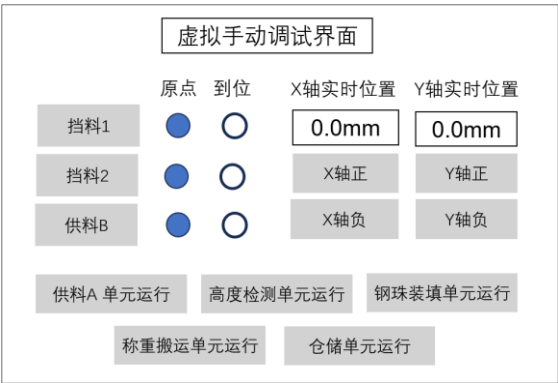 虚拟手动调试界面
原点 到位 X轴实时位置 Y轴实时位置
挡料1 0.0mm 0.0mm
挡料2 X轴正 Y轴正
供料B X轴负 Y轴负
供料A 单元运行 高度检测单元运行 钢珠装填单元运行
称重搬运单元运行 仓储单元运行